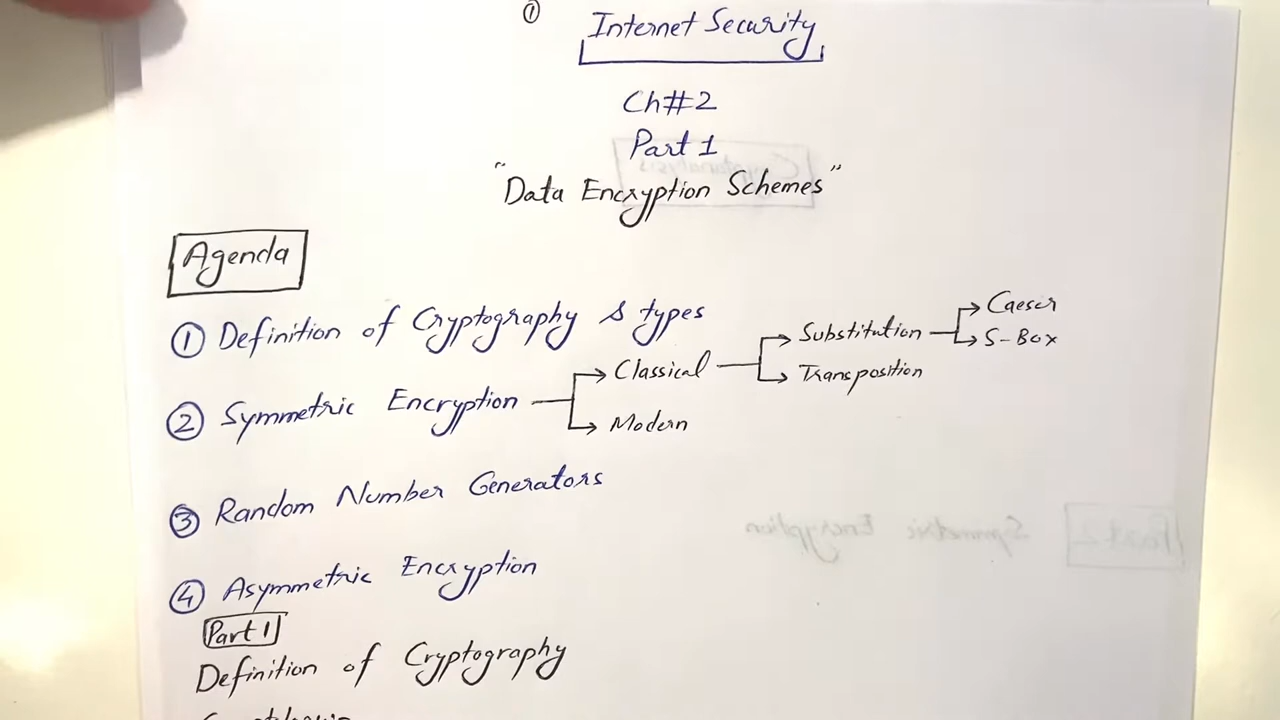 ①
Internet Security
Ch#2
Part 1
"Data Encryption Schemes"
Agenda
① Definition of Cryptography & types
② Symmetric Encryption
Classical
Modern
Substitution
Transposition
Caeser
S-Box
③ Random Number Generators
④ Asymmetric Encryption
Part 1
Definition of Cryptography